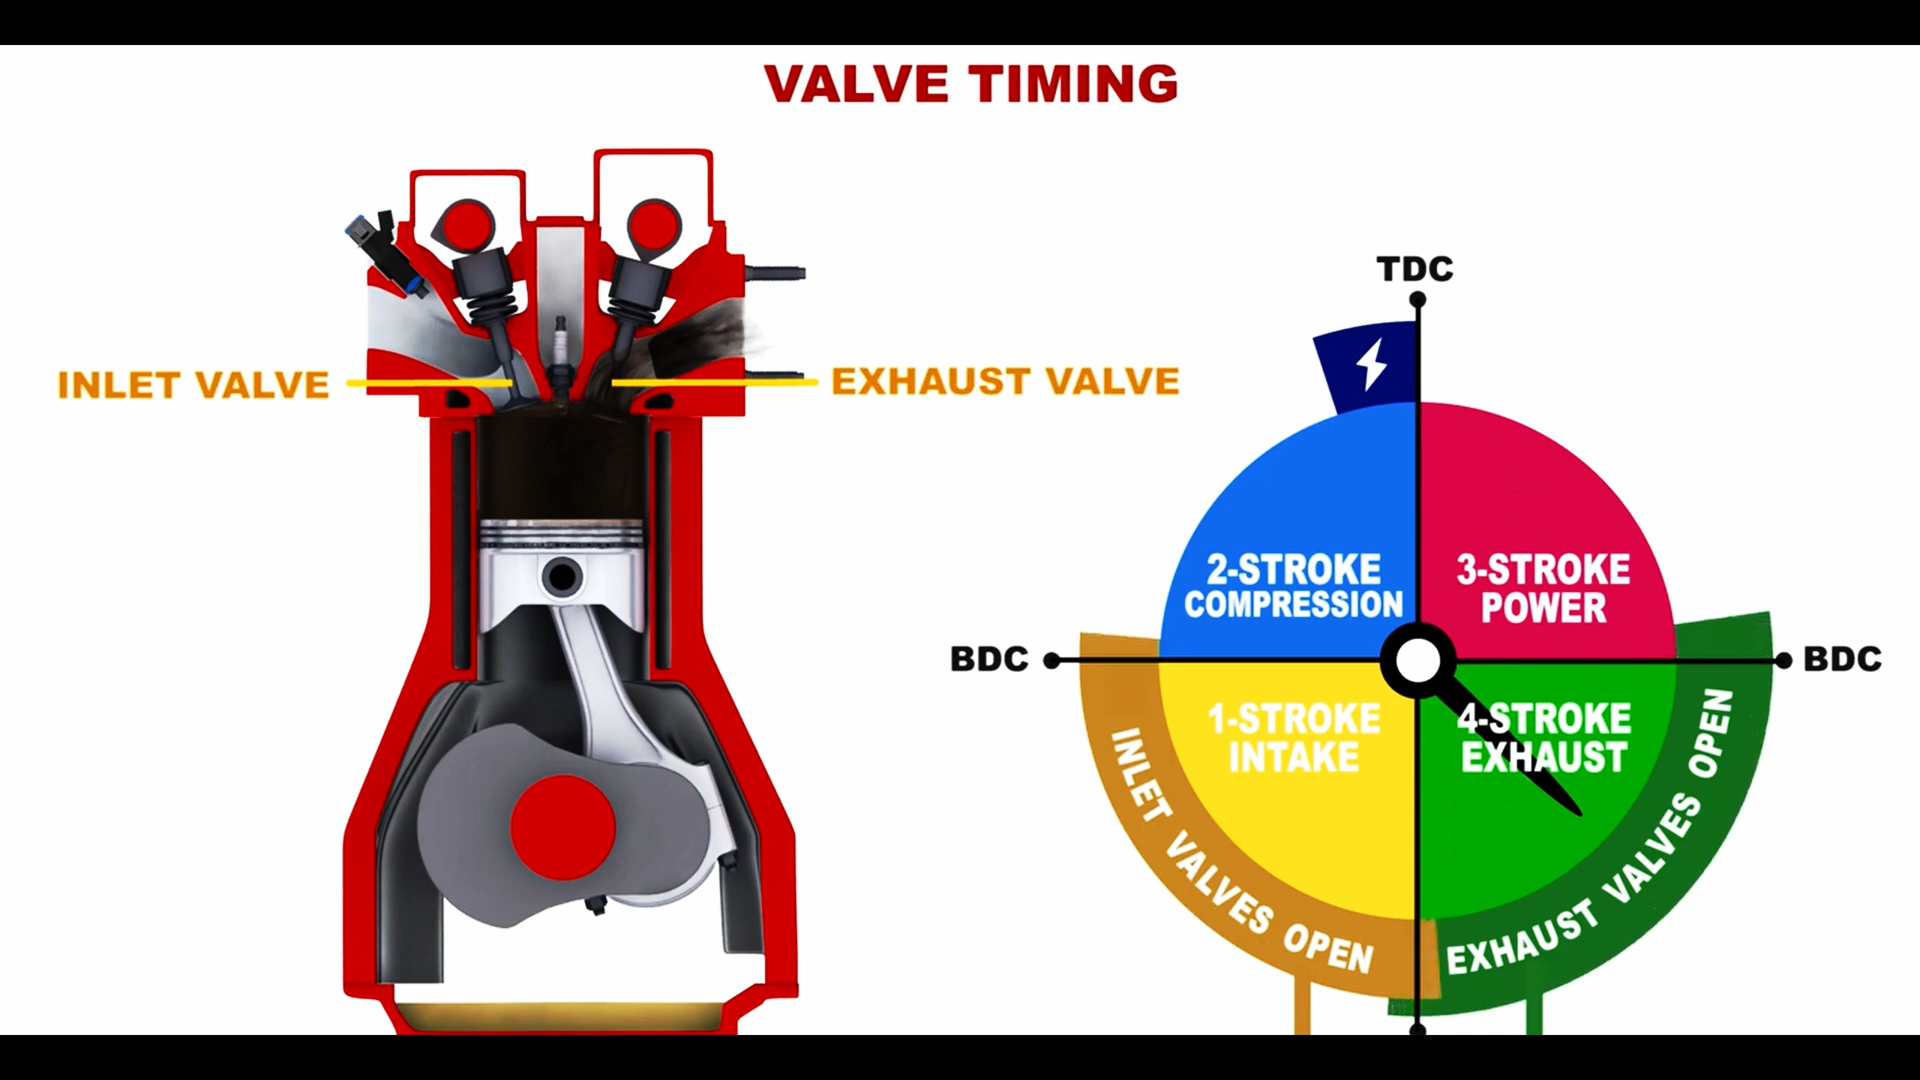 VALVE TIMING
INLET VALVE
EXHAUST VALVE
TDC
2-STROKE
COMPRESSION
3-STROKE
POWER
BDC
BDC
1-STROKE
INTAKE
4-STROKE
EXHAUST
INLET VALVES OPEN
EXHAUST VALVES OPEN